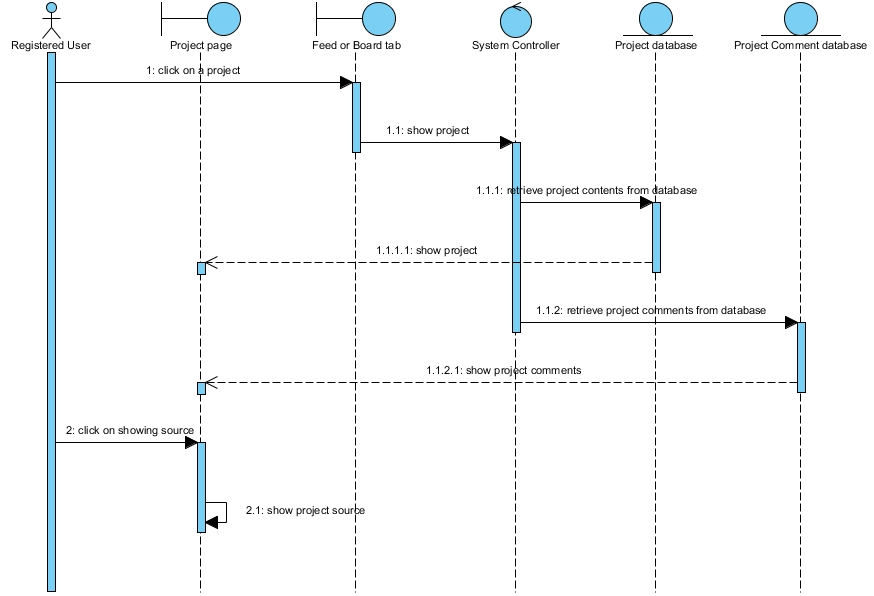 Registered User
Project page
Feed or Board tab
System Controller
Project database
Project Comment database
1: click on a project
1.1: show project
1.1.1: retrieve project contents from database
1.1.1.1: show project
1.1.2: retrieve project comments from database
1.1.2.1: show project comments
2: click on showing source
2.1: show project source